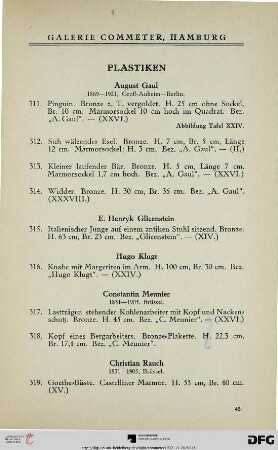 GALERIE COMMETER, HAMBURG
PLASTIKEN
August Gaul
1869—1921, Groß-Auheim—Berlin.
311. Pinguin. Bronze z. T. vergoldet. H. 25 cm ohne Sockel,
Br. 10 cm. Marmorsockel 10 cm hoch im Quadrat. Bez.
„A. Gaul". — (XXVI.)
Abbildung Tafel XXIV.
312. Sich wälzender Esel. Bronze. H. 7 cm, Br. 5 cm, Länge
12 cm. Marmorsockel: H. 3 cm. Bez. „A. Gaul". — (II.)
313. Kleiner laufender Bär. Bronze. H. 5 cm, Länge 7 cm.
Marmorsockel 1,7 cm hoch. Bez. „A. Gaul". — (XXVI.)
314. Widder. Bronze. H. 30 cm, Br. 35 cm. Bez. „A. Gaul".
(XXXVIII.)
E. Henryk Glicenstein
315. Italienischer Junge auf einem antiken Stuhl sitzend. Bronze.
H. 63 cm, Br. 23 cm. Bez. „Glicenstein". — (XIV.)
Hugo Klugt
316. Knabe mit Margeriten im Arm. H. 100 cm, Br. 30 cm. Bez.
„Hugo Klugt". — (XXVI.)
Constantin Meunier
1831—1905, Brüssel.
317. Lastträger, stehender Kohlenarbeiter mit Kopf und Nacken-
schutz. Bronze. H. 45 cm. Bez. „C. Meunier". — (XXVI.)
318. Kopf eines Bergarbeiters. Bronze-Plakette. H. 22,3 cm,
Br. 17,4 cm. Bez. „C. Meunier".
Christian Rauch
319. Goethe-Büste. Castelliner Marmor. H. 53 cm, Br. 40 cm.
(XV.)
DFG